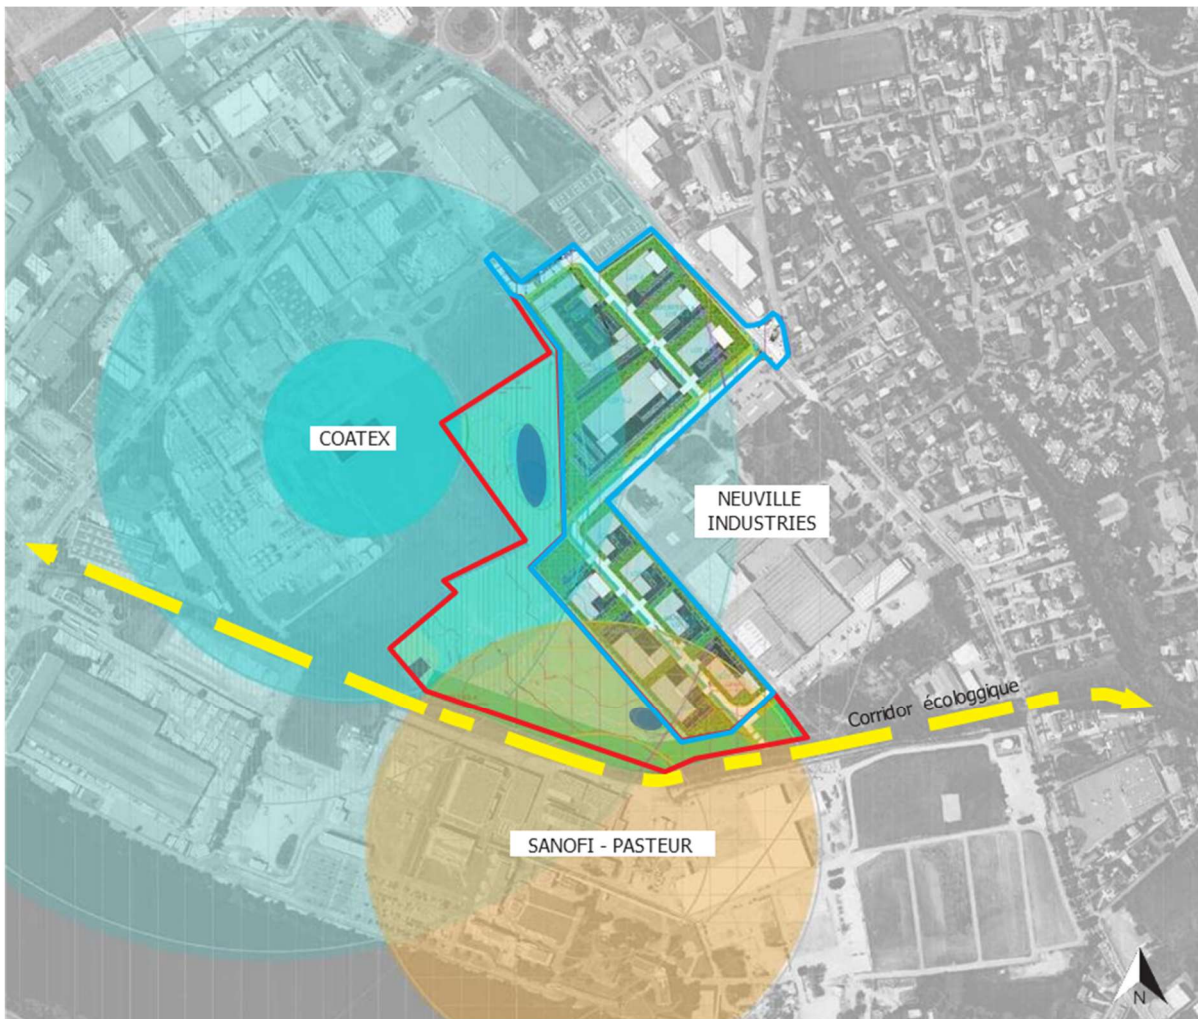 COATEX
NEUVILLE
INDUSTRIES
Corridor écologgique
SANOFI - PASTEUR
N